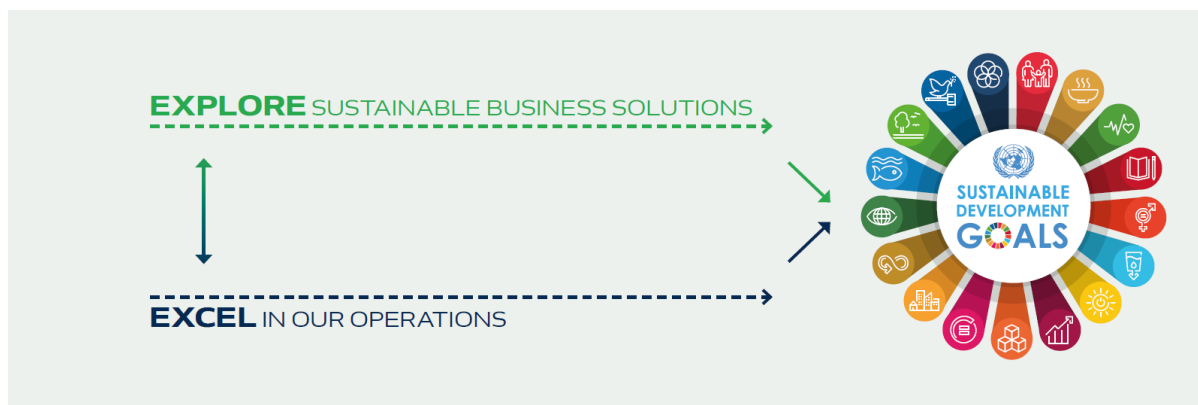 EXPLORE SUSTAINABLE BUSINESS SOLUTIONS
EXCEL IN OUR OPERATIONS
SUSTAINABLE
DEVELOPMENT
GOALS